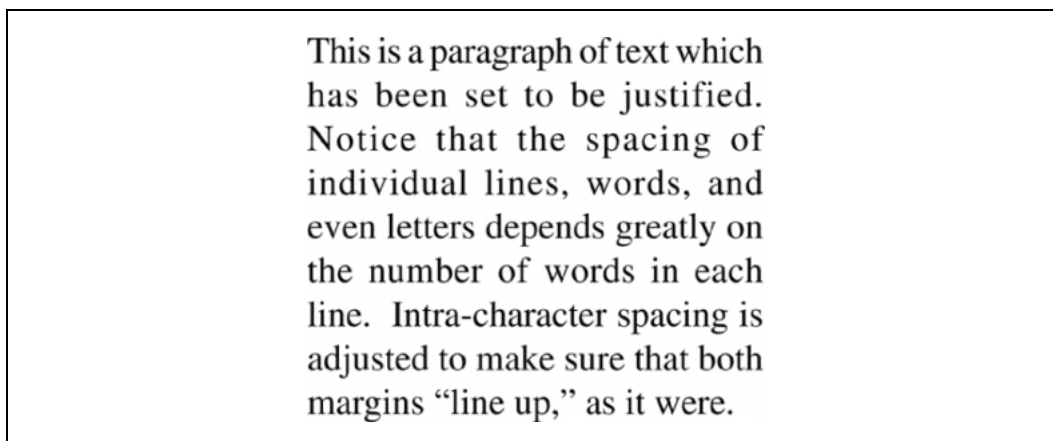 This is a paragraph of text which
has been set to be justified.
Notice that the spacing of
individual lines, words, and
even letters depends greatly on
the number of words in each
line.  Intra-character spacing is
adjusted to make sure that both
margins “line up,” as it were.